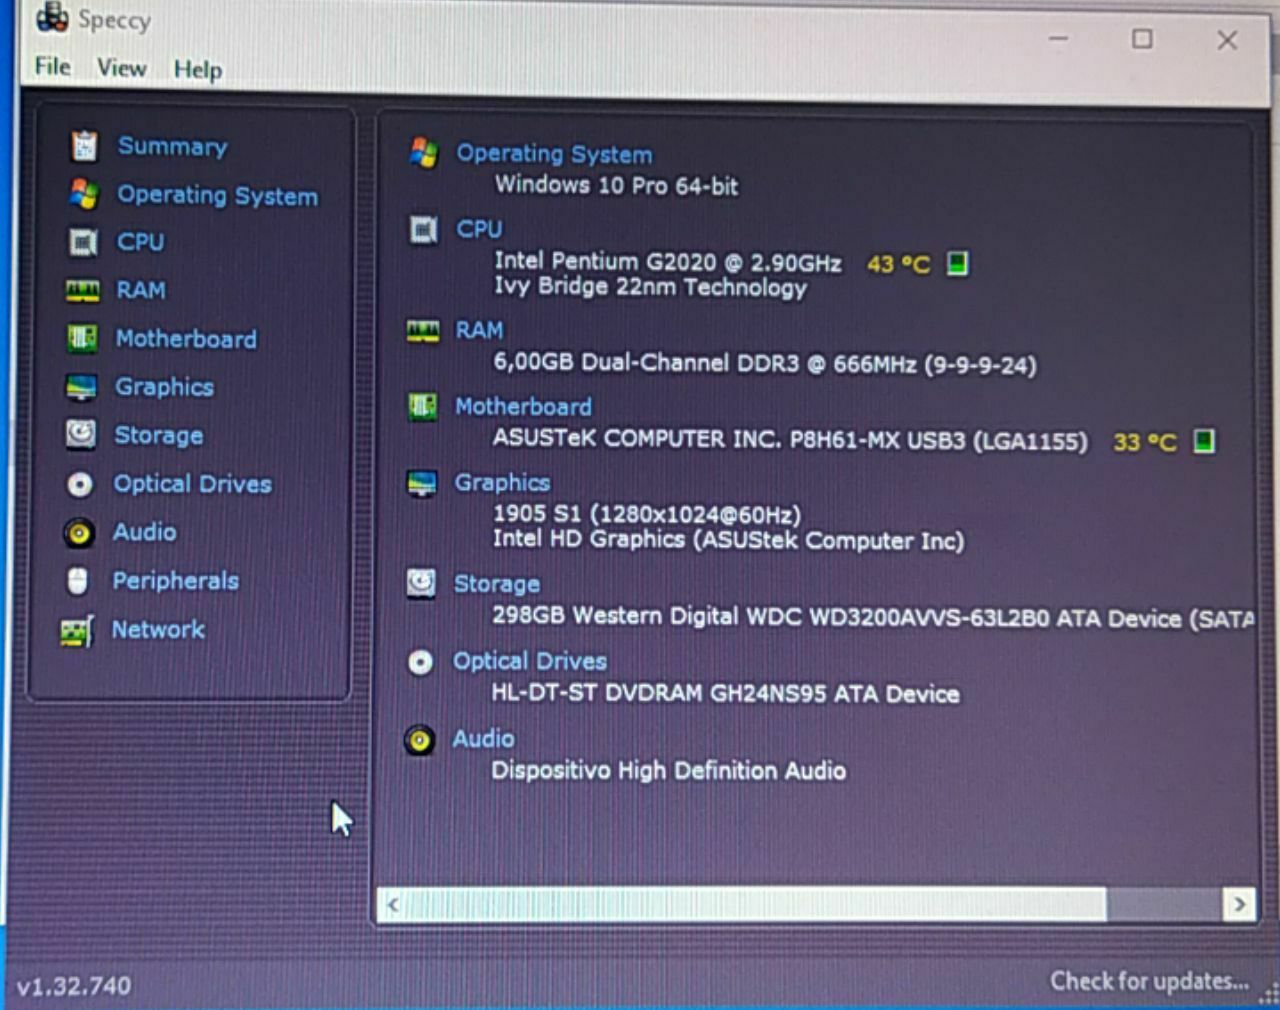 Speccy
File View Help
Summary
Operating System
CPU
RAM
Motherboard
Graphics
Storage
Optical Drives
Audio
Peripherals
Network
Operating System
Windows 10 Pro 64-bit
CPU
Intel Pentium G2020 @ 2.90GHz 43 °C
Ivy Bridge 22nm Technology
RAM
6,00GB Dual-Channel DDR3 @ 666MHz (9-9-9-24)
Motherboard
ASUSTeK COMPUTER INC. P8H61-MX USB3 (LGA1155) 33 °C
Graphics
1905 S1 (1280x1024@60Hz)
Intel HD Graphics (ASUStek Computer Inc)
Storage
298GB Western Digital WDC WD3200AVVS-63L2B0 ATA Device (SATA
Optical Drives
HL-DT-ST DVDRAM GH24NS95 ATA Device
Audio
Dispositivo High Definition Audio
v1.32.740
Check for updates...